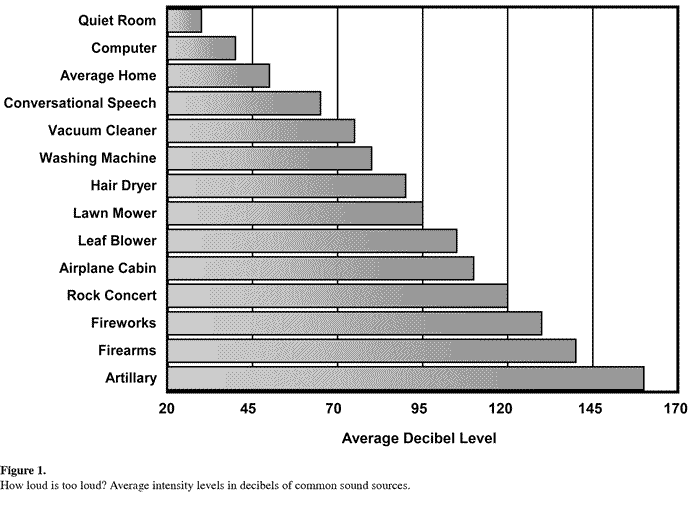 Quiet Room
Computer
Average Home
Conversational Speech
Vacuum Cleaner
Washing Machine
Hair Dryer
Lawn Mower
Leaf Blower
Airplane Cabin
Rock Concert
Fireworks
Firearms
Artillary
20 45 70 95 120 145 170
Average Decibel Level
Figure 1.
How loud is too loud? Average intensity levels in decibels of common sound sources.